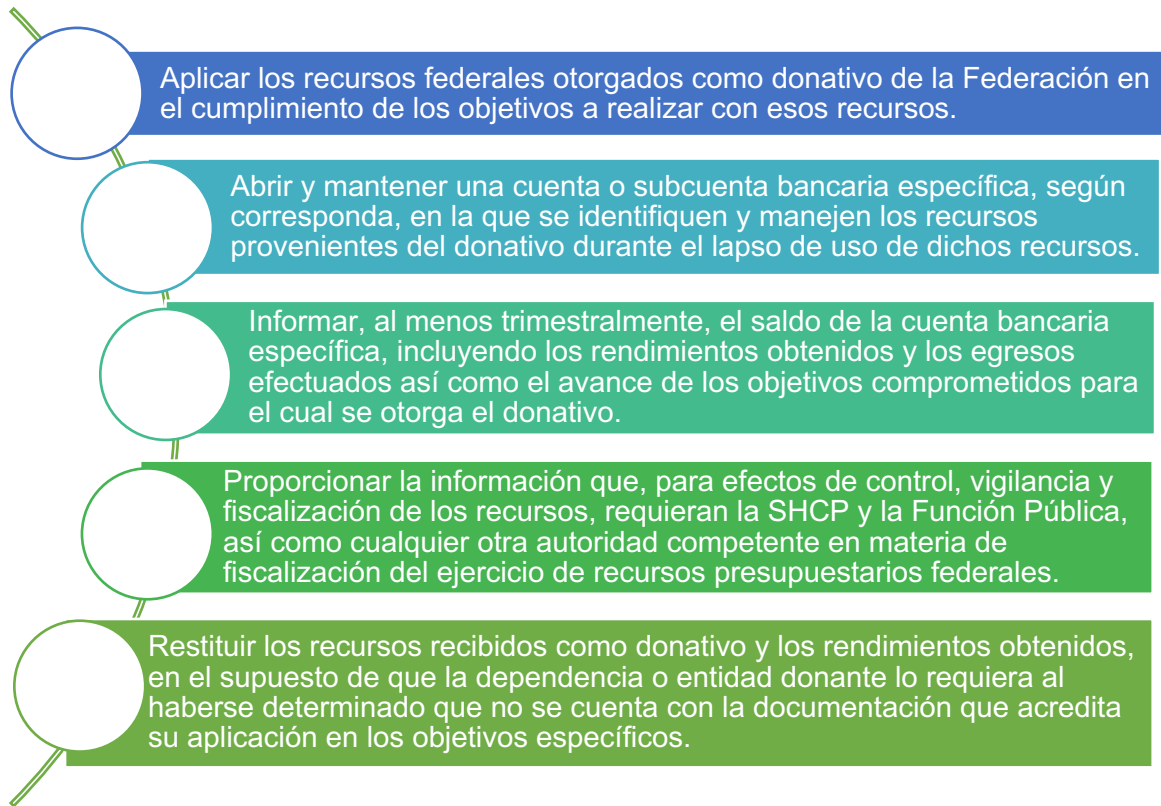 Aplicar los recursos federales otorgados como donativo de la Federación en
el cumplimiento de los objetivos a realizar con esos recursos.
Abrir y mantener una cuenta o subcuenta bancaria específica, según
corresponda, en la que se identifiquen y manejen los recursos
provenientes del donativo durante el lapso de uso de dichos recursos.
Informar, al menos trimestralmente, el saldo de la cuenta bancaria
específica, incluyendo los rendimientos obtenidos y los egresos
efectuados así como el avance de los objetivos comprometidos para
el cual se otorga el donativo.
Proporcionar la información que, para efectos de control, vigilancia y
fiscalización de los recursos, requieran la SHCP y la Función Pública,
así como cualquier otra autoridad competente en materia de
fiscalización del ejercicio de recursos presupuestarios federales.
Restituir los recursos recibidos como donativo y los rendimientos obtenidos,
en el supuesto de que la dependencia o entidad donante lo requiera al
haberse determinado que no se cuenta con la documentación que acredita
su aplicación en los objetivos específicos.